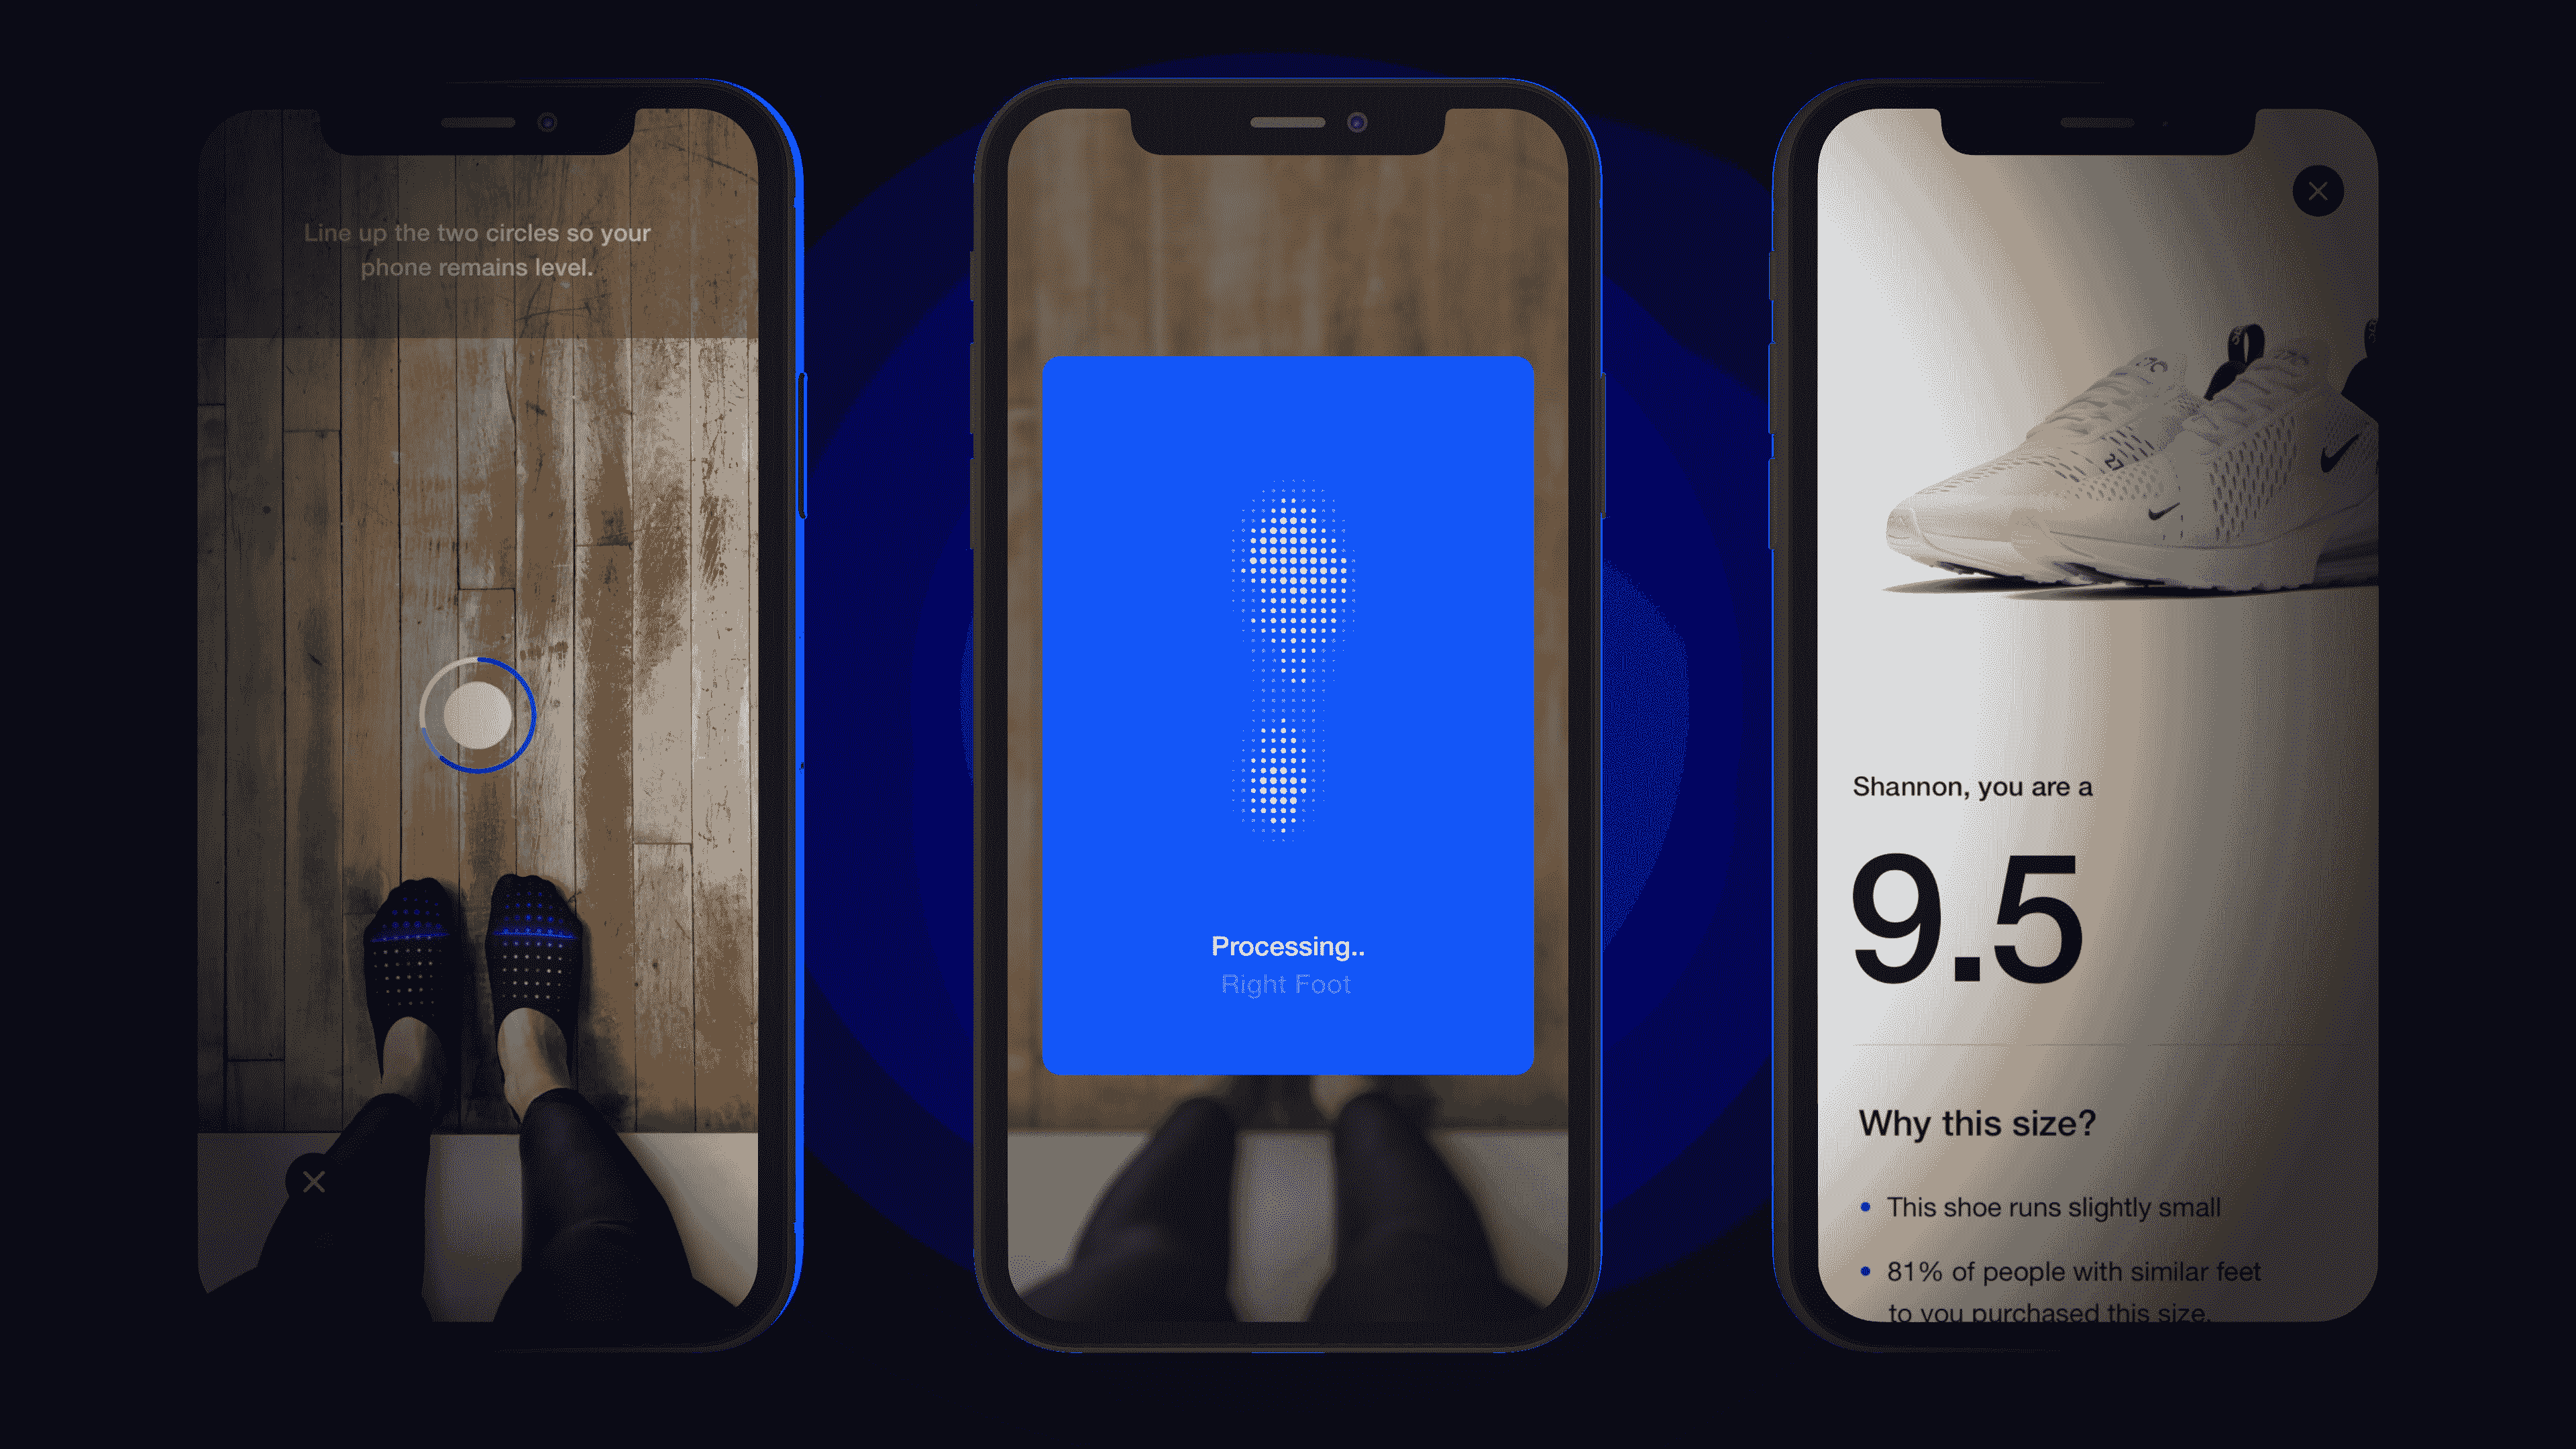 Line up the two circles so your
phone remains level.
Processing..
Right Foot
27
Shannon, you are a
9.5
Why this size?
• This shoe runs slightly small
• 81% of people with similar feet
to you purchased this size.